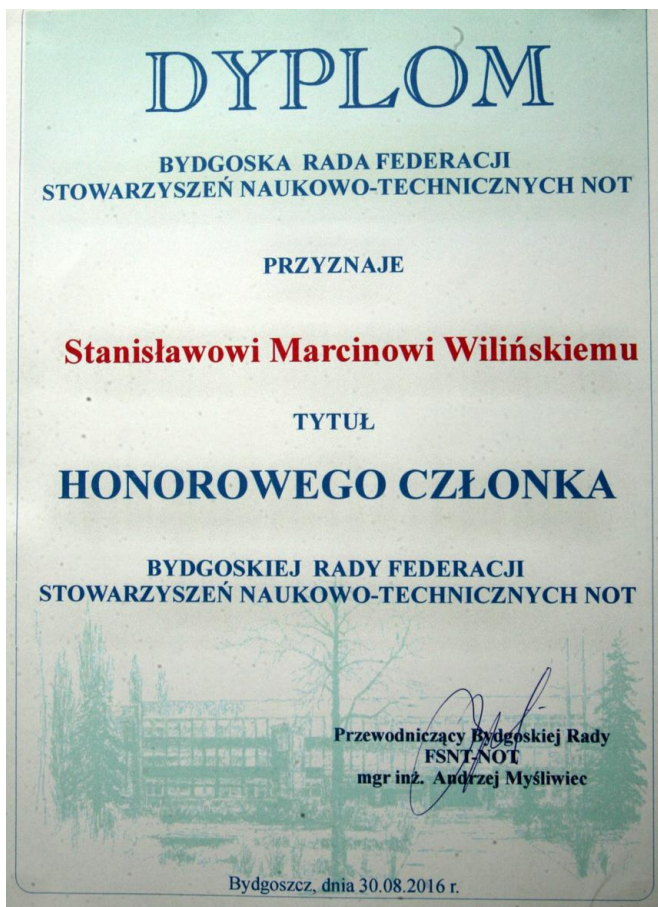 DYPLOM
BYDGOSKA RADA FEDERACJI
STOWARZYSZEŃ NAUKOWO-TECHNICZNYCH NOT
PRZYZNAJE
Stanisławowi Marcinowi Wilińskiemu
TYTUŁ
HONOROWEGO CZŁONKA
BYDGOSKIEJ RADY FEDERACJI
STOWARZYSZEŃ NAUKOWO-TECHNICZNYCH NOT
Przewodniczący Bydgoskiej Rady
FSNT-NOT
mgr inż. Andrzej Myśliwiec
Bydgoszcz, dnia 30.08.2016 r.